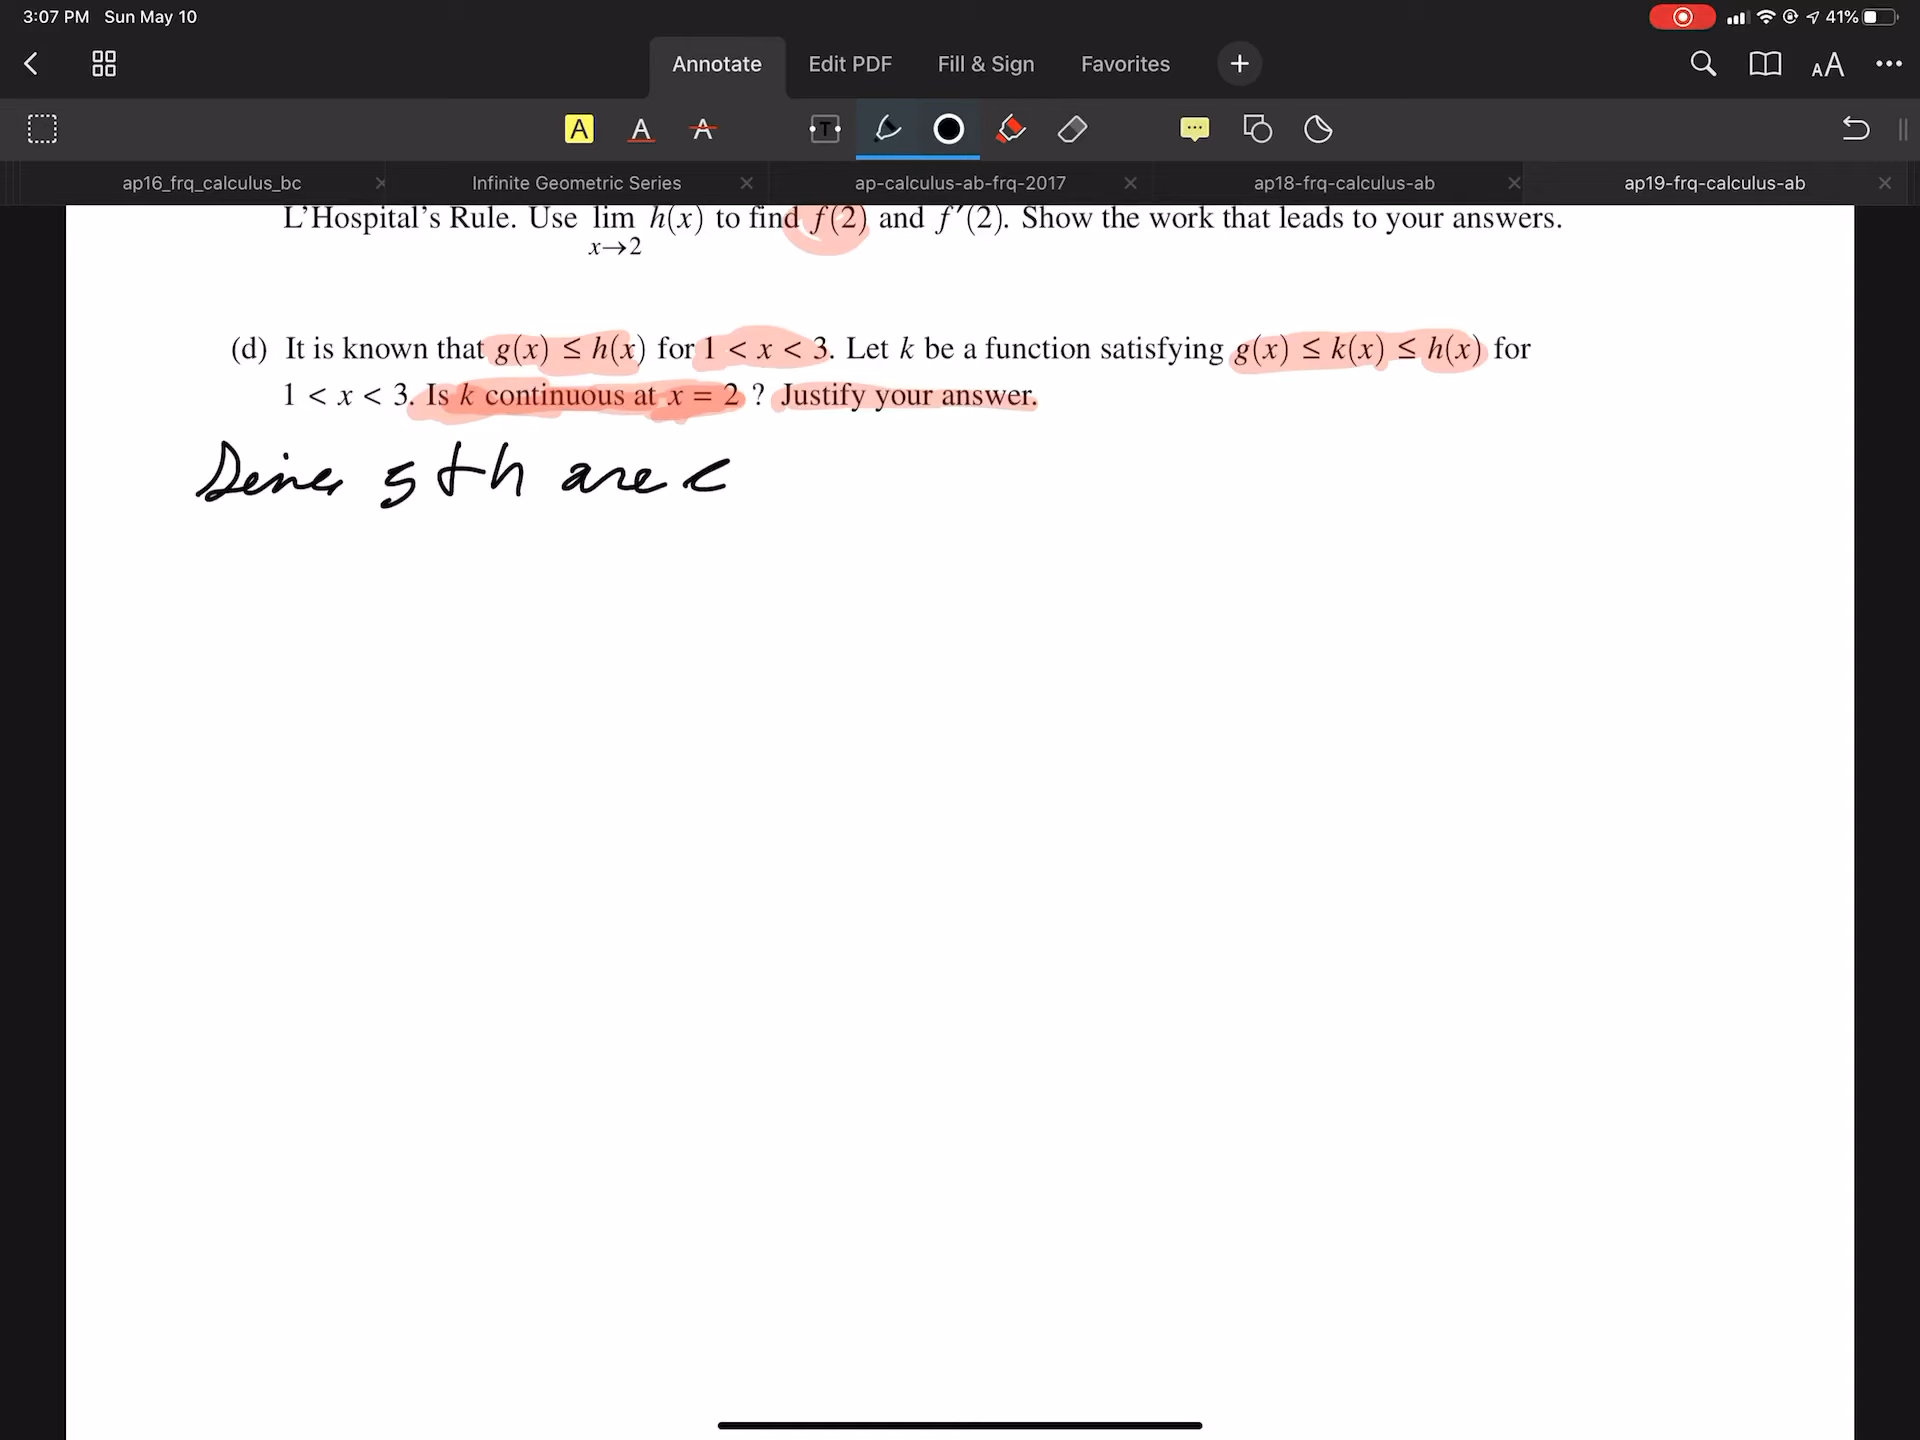 3:07 PM Sun May 10
41%
Annotate Edit PDF Fill & Sign Favorites
AA
A A A T
ap16_frq_calculus_bc Infinite Geometric Series ap-calculus-ab-frq-2017 ap18-frq-calculus-ab ap19-frq-calculus-ab
L’Hospital’s Rule. Use lim h(x) to find f(2) and f′(2). Show the work that leads to your answers.
x→2
(d) It is known that g(x) ≤ h(x) for 1 < x < 3. Let k be a function satisfying g(x) ≤ k(x) ≤ h(x) for
1 < x < 3. Is k continuous at x = 2 ? Justify your answer.
Since g + h are c